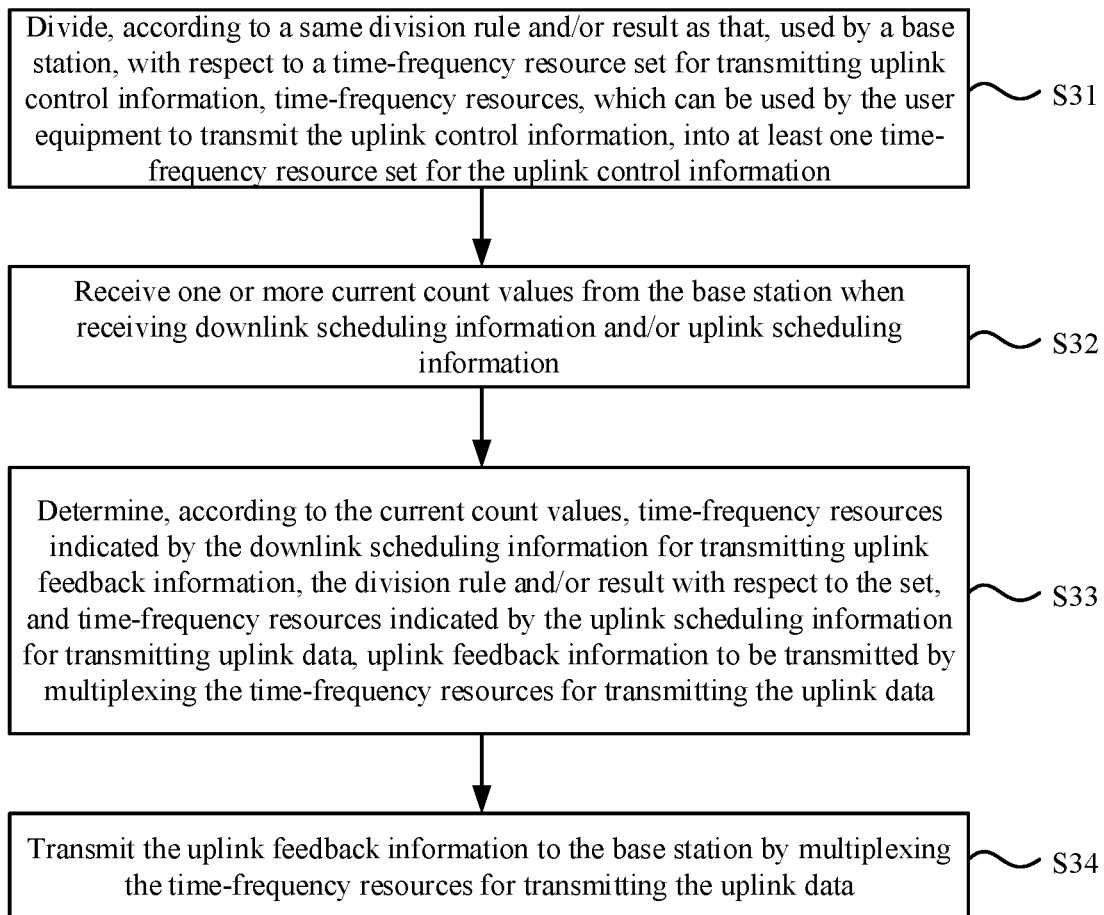 Divide, according to a same division rule and/or result as that, used by a base
station, with respect to a time-frequency resource set for transmitting uplink
control information, time-frequency resources, which can be used by the user
equipment to transmit the uplink control information, into at least one time-
frequency resource set for the uplink control information
S31
Receive one or more current count values from the base station when
receiving downlink scheduling information and/or uplink scheduling
information
S32
Determine, according to the current count values, time-frequency resources
indicated by the downlink scheduling information for transmitting uplink
feedback information, the division rule and/or result with respect to the set,
and time-frequency resources indicated by the uplink scheduling information
for transmitting uplink data, uplink feedback information to be transmitted by
multiplexing the time-frequency resources for transmitting the uplink data
S33
Transmit the uplink feedback information to the base station by multiplexing
the time-frequency resources for transmitting the uplink data
S34